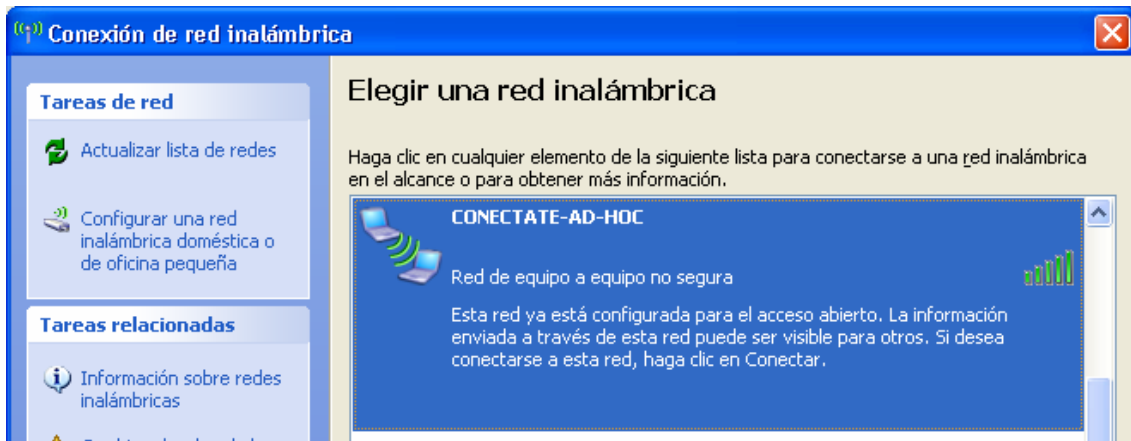 Conexión de red inalámbrica
Tareas de red
Actualizar lista de redes
Configurar una red
inalámbrica doméstica o
de oficina pequeña
Tareas relacionadas
Información sobre redes
inalámbricas
Elegir una red inalámbrica
Haga clic en cualquier elemento de la siguiente lista para conectarse a una red inalámbrica
en el alcance o para obtener más información.
CONECTATE-AD-HOC
Red de equipo a equipo no segura
Esta red ya está configurada para el acceso abierto. La información
enviada a través de esta red puede ser visible para otros. Si desea
conectarse a esta red, haga clic en Conectar.